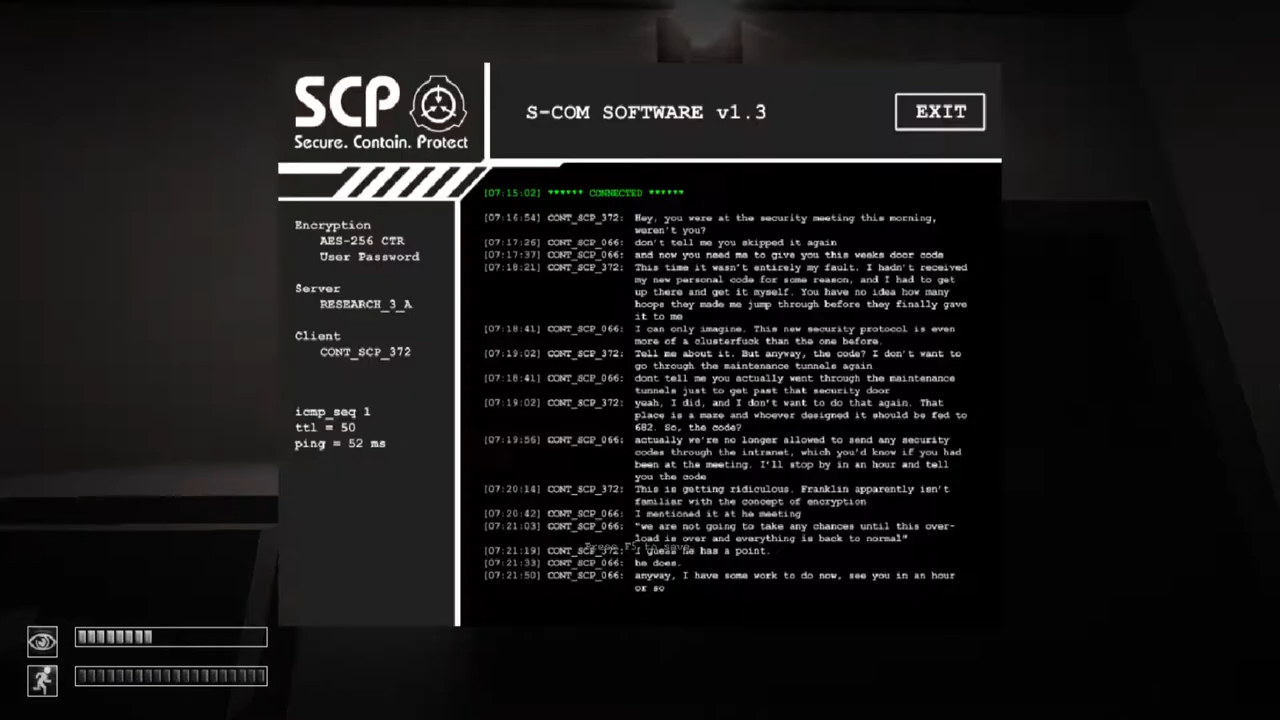 SCP
Secure. Contain. Protect
S-COM SOFTWARE v1.3
EXIT
Encryption
AES-256 CTR
User Password
Server
RESEARCH_3_A
Client
CONT_SCP_372
icmp_seq 1
ttl = 50
ping = 52 ms
[07:15:02] ****** CONNECTED ******
[07:16:54] CONT_SCP_372: Hey, you were at the security meeting this morning,
weren't you?
[07:17:26] CONT_SCP_066: don't tell me you skipped it again
[07:17:37] CONT_SCP_066: and now you need me to give you this weeks door code
[07:18:21] CONT_SCP_372: This time it wasn't entirely my fault. I hadn't received
my new personal code for some reason, and I had to get
up there and get it myself. You have no idea how many
hoops they made me jump through before they finally gave
it to me
[07:18:41] CONT_SCP_066: I can only imagine. This new security protocol is even
more of a clusterfuck than the one before.
[07:19:02] CONT_SCP_372: Tell me about it. But anyway, the code? I don't want to
go through the maintenance tunnels again
[07:18:41] CONT_SCP_066: dont tell me you actually went through the maintenance
tunnels just to get past that security door
[07:19:02] CONT_SCP_372: yeah, I did, and I don't want to do that again. That
place is a maze and whoever designed it should be fed to
682. So, the code?
[07:19:56] CONT_SCP_066: actually we're no longer allowed to send any security
codes through the intranet, which you'd know if you had
been at the meeting. I'll stop by in an hour and tell
you the code
[07:20:14] CONT_SCP_372: This is getting ridiculous. Franklin apparently isn't
familiar with the concept of encryption
[07:20:42] CONT_SCP_066: I mentioned it at he meeting
[07:21:03] CONT_SCP_066: "we are not going to take any chances until this over-
load is over and everything is back to normal"
Press F5 to save
[07:21:19] CONT_SCP_372: I guess he has a point.
[07:21:33] CONT_SCP_066: he does.
[07:21:50] CONT_SCP_066: anyway, I have some work to do now, see you in an hour
or so